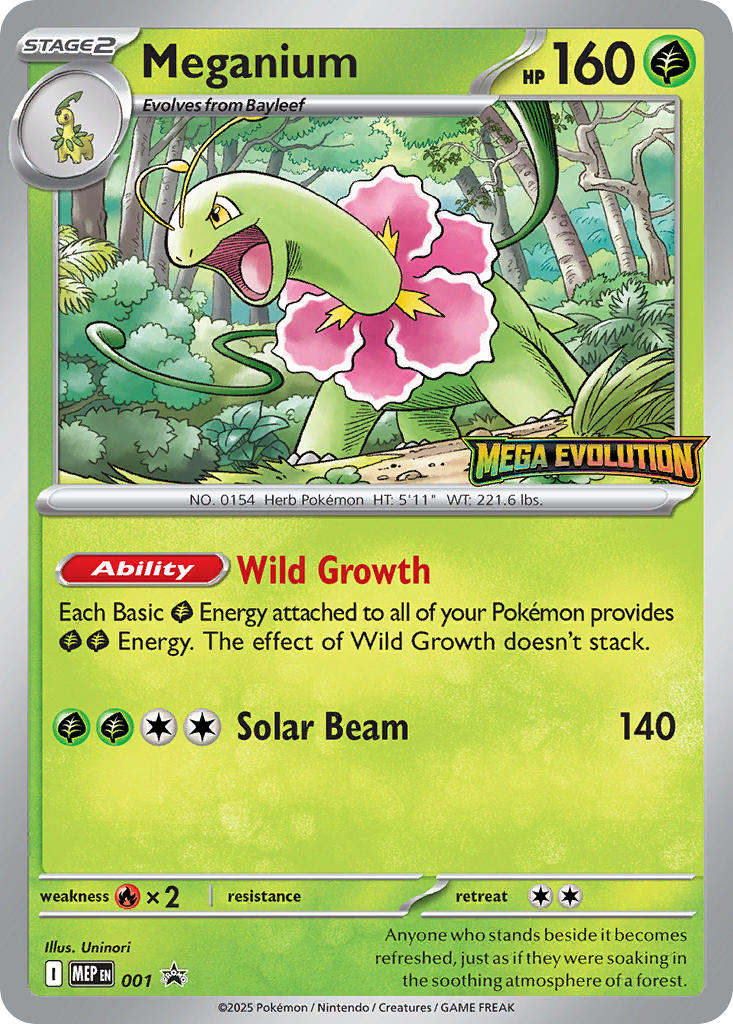 STAGE2
Meganium
HP 160
Evolves from Bayleef
MEGA EVOLUTION
NO. 0154 Herb Pokémon HT: 5'11" WT: 221.6 lbs.
Ability Wild Growth
Each Basic Energy attached to all of your Pokémon provides
Energy. The effect of Wild Growth doesn't stack.
Solar Beam 140
weakness ×2 resistance retreat
Illus. Uninori
I MEP EN 001 PROMO
Anyone who stands beside it becomes
refreshed, just as if they were soaking in
the soothing atmosphere of a forest.
©2025 Pokémon / Nintendo / Creatures / GAME FREAK